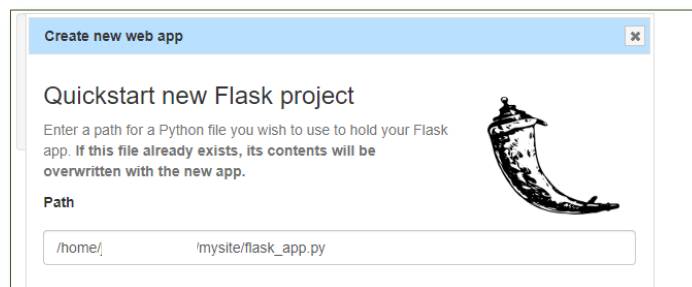 Create new web app
Quickstart new Flask project
Enter a path for a Python file you wish to use to hold your Flask
app. If this file already exists, its contents will be
overwritten with the new app.
Path
/home/ /mysite/flask_app.py